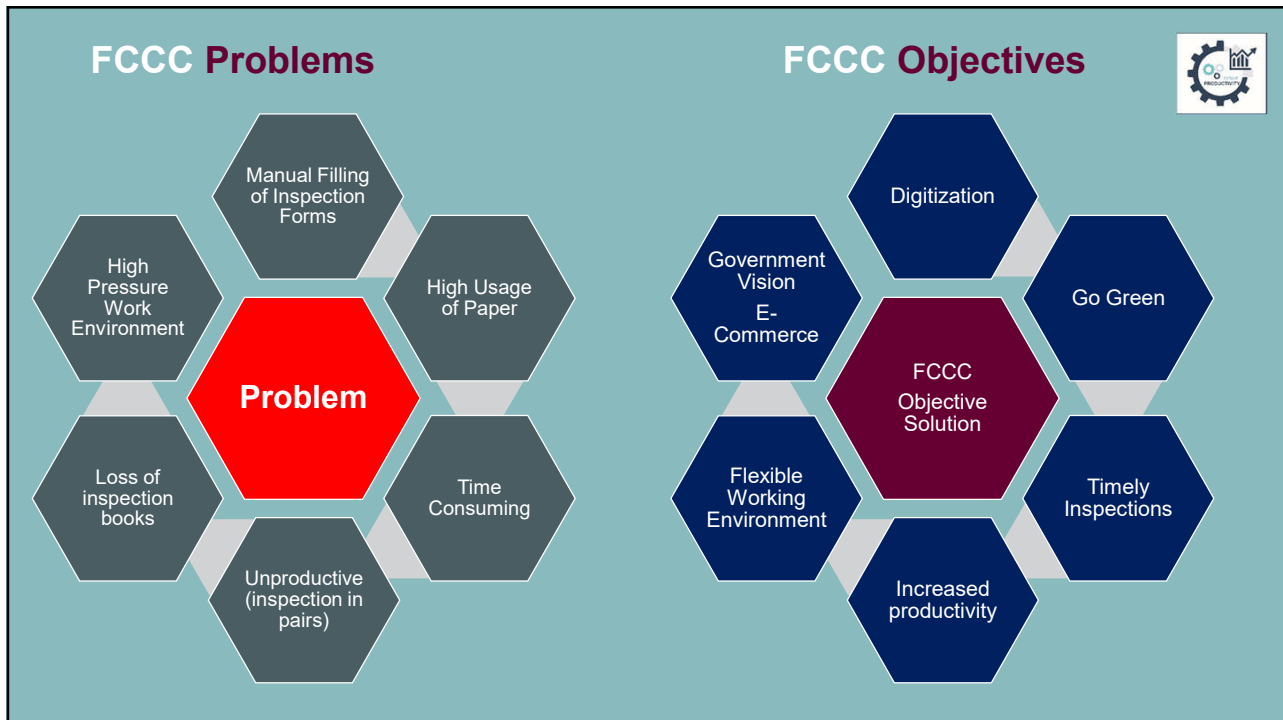 FCCC Problems
Manual Filling
of Inspection
Forms
High Usage
of Paper
Time
Consuming
Unproductive
(inspection in
pairs)
Loss of
inspection
books
High
Pressure
Work
Environment
Problem
FCCC Objectives
PRODUCTIVITY
Digitization
Go Green
Timely
Inspections
Increased
productivity
Flexible
Working
Environment
Government
Vision
E-
Commerce
FCCC
Objective
Solution